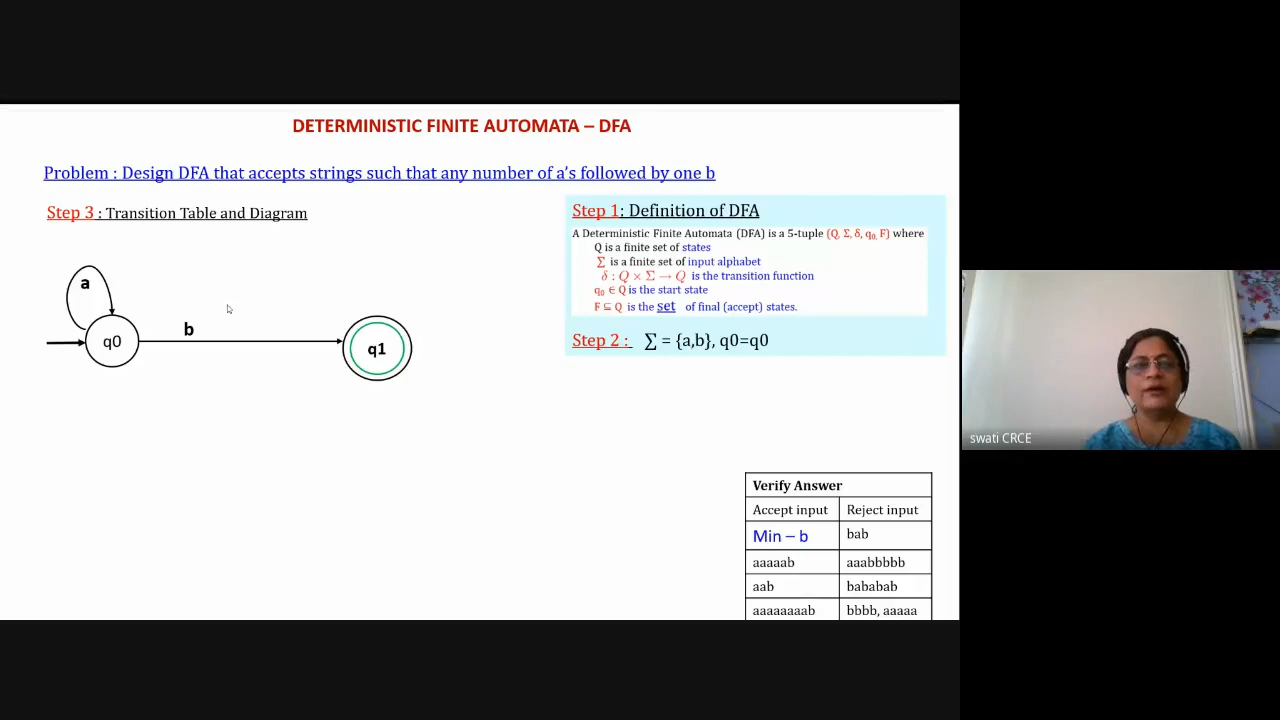 DETERMINISTIC FINITE AUTOMATA – DFA
Problem : Design DFA that accepts strings such that any number of a's followed by one b
Step 3 : Transition Table and Diagram
a
b
q0
q1
Step 1: Definition of DFA
A Deterministic Finite Automata (DFA) is a 5-tuple (Q, Σ, δ, q₀, F) where
Q is a finite set of states
Σ is a finite set of input alphabet
δ : Q × Σ → Q is the transition function
q₀ ∈ Q is the start state
F ⊆ Q is the set of final (accept) states.
Step 2 : ∑ = {a,b}, q0=q0
swati CRCE
Verify Answer
Accept input Reject input
Min – b bab
aaaaab aaabbbbb
aab bababab
aaaaaaaab bbbb, aaaaa